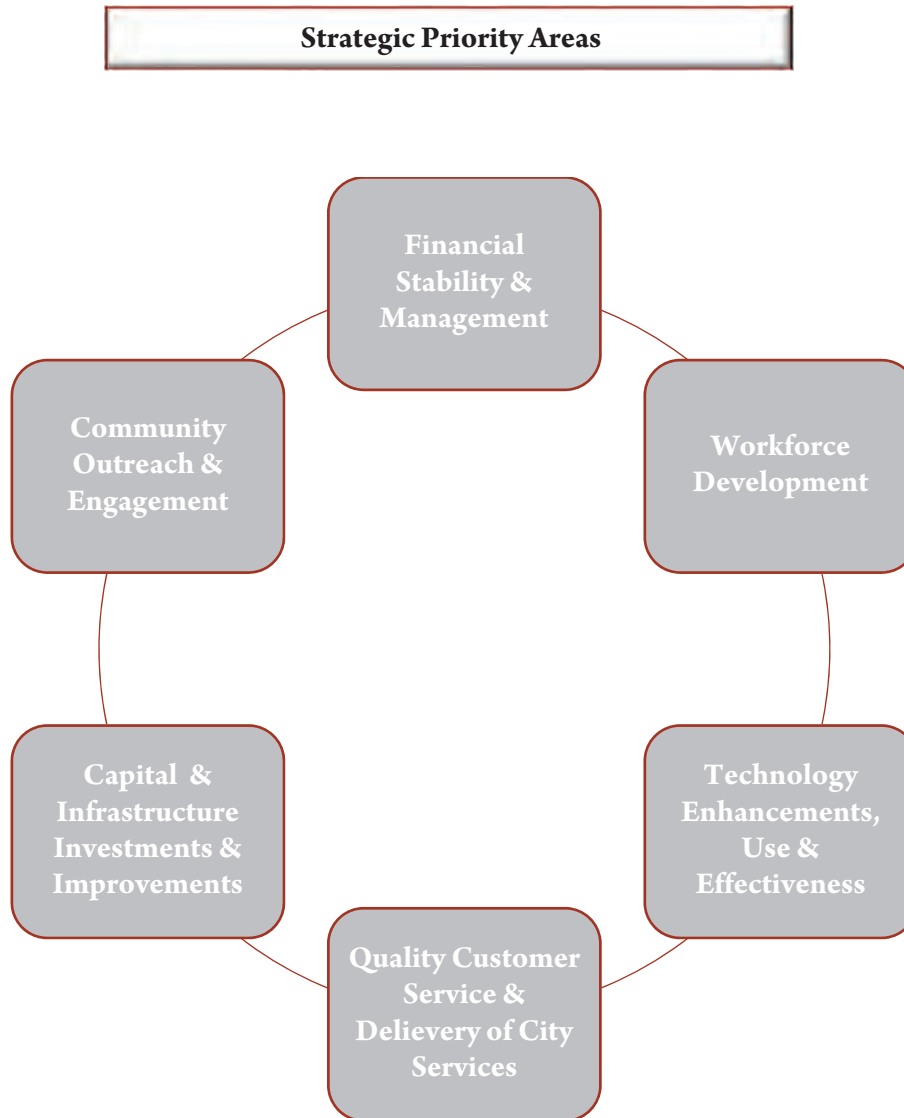 Strategic Priority Areas
Financial
Stability &
Management
Community
Outreach &
Engagement
Workforce
Development
Capital &
Infrastructure
Investments &
Improvements
Technology
Enhancements,
Use &
Effectiveness
Quality Customer
Service &
Delievery of City
Services